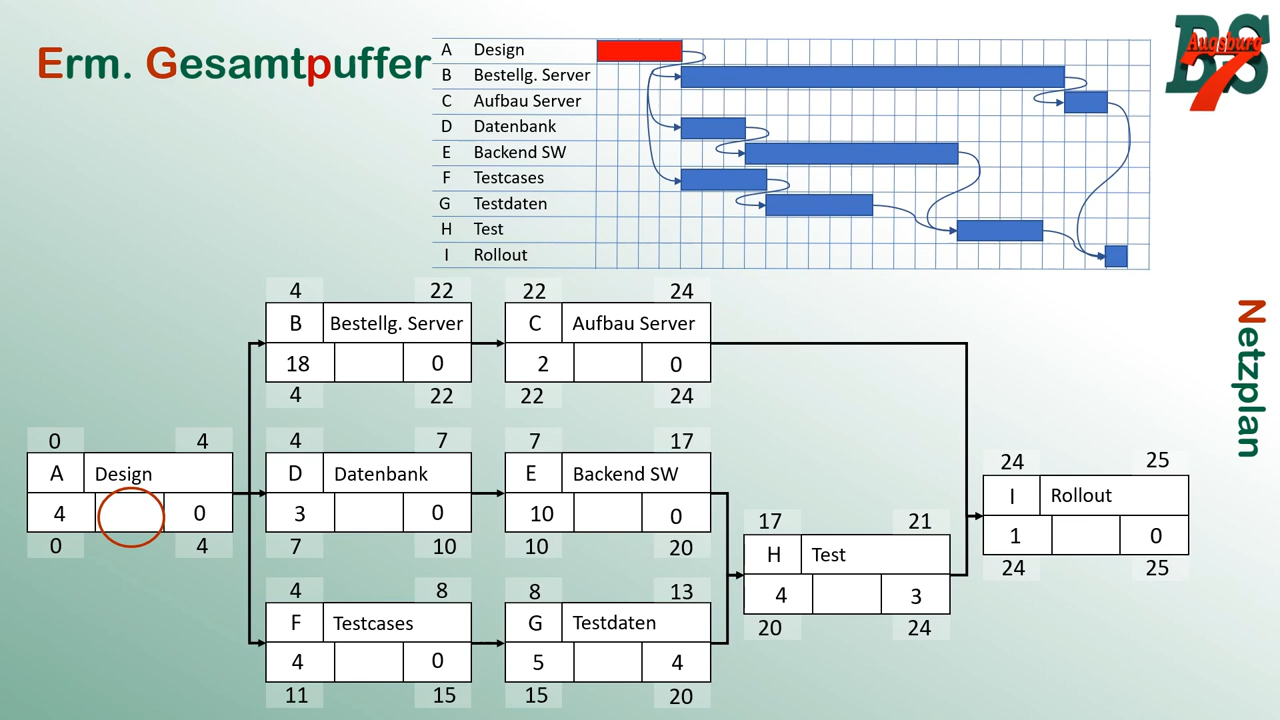 Erm. Gesamtpuffer
A Design
B Bestellg. Server
C Aufbau Server
D Datenbank
E Backend SW
F Testcases
G Testdaten
H Test
I Rollout
BS
Augsburg
7
Netzplan
4 22
B Bestellg. Server
18 0
4 22
22 24
C Aufbau Server
2 0
22 24
0 4
A Design
4 0
0 4
4 7
D Datenbank
3 0
7 10
7 17
E Backend SW
10 0
10 20
4 8
F Testcases
4 0
11 15
8 13
G Testdaten
5 4
15 20
17 21
H Test
4 3
20 24
24 25
I Rollout
1 0
24 25